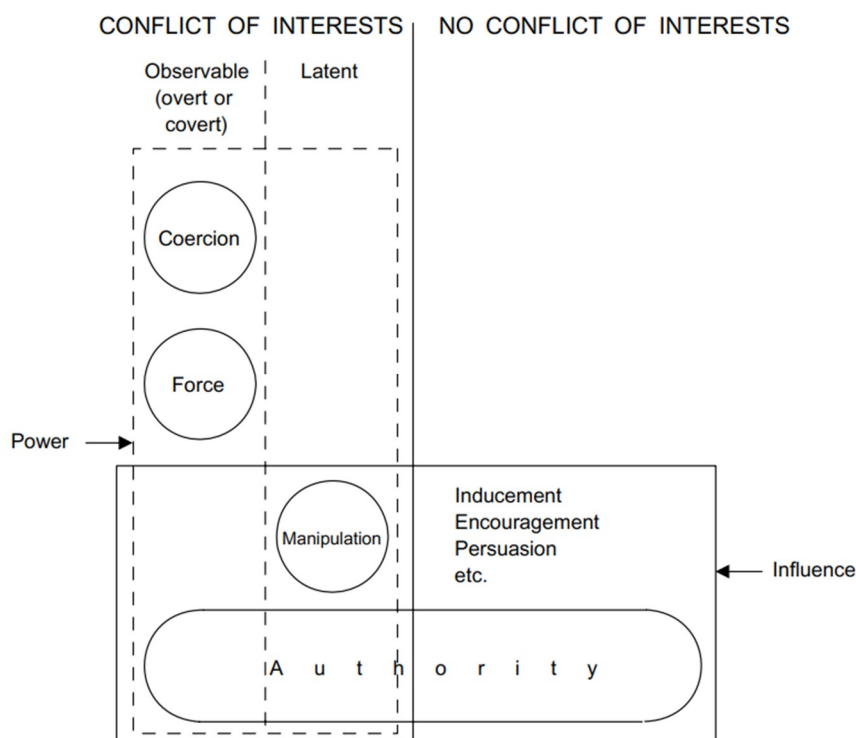 CONFLICT OF INTERESTS
NO CONFLICT OF INTERESTS
Observable
(overt or
covert)
Latent
Coercion
Force
Power
Manipulation
Inducement
Encouragement
Persuasion
etc.
Influence
A u t h o r i t y